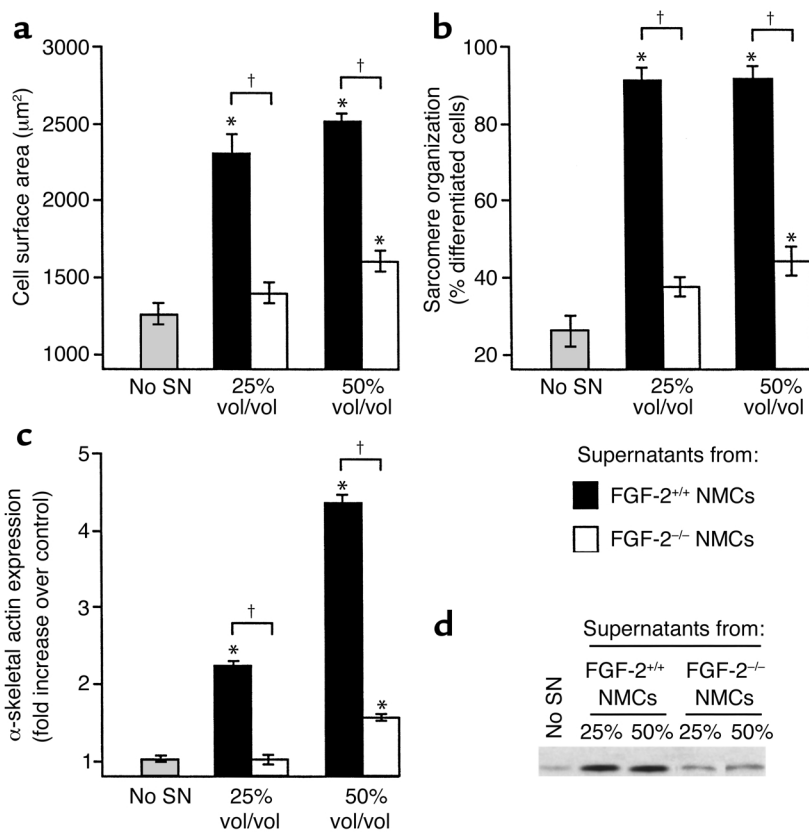 a
Cell surface area (μm²)
3000
2500
2000
1500
1000
*
†
*
†
*
No SN
25%
vol/vol
50%
vol/vol
b
Sarcomere organization
(% differentiated cells)
100
80
60
40
20
*
†
*
†
*
No SN
25%
vol/vol
50%
vol/vol
c
α-skeletal actin expression
(fold increase over control)
5
4
3
2
1
*
†
*
†
*
No SN
25%
vol/vol
50%
vol/vol
Supernatants from:
FGF-2⁺/⁺ NMCs
FGF-2⁻/⁻ NMCs
d
Supernatants from:
No SN
FGF-2⁺/⁺
NMCs
FGF-2⁻/⁻
NMCs
25% 50% 25% 50%